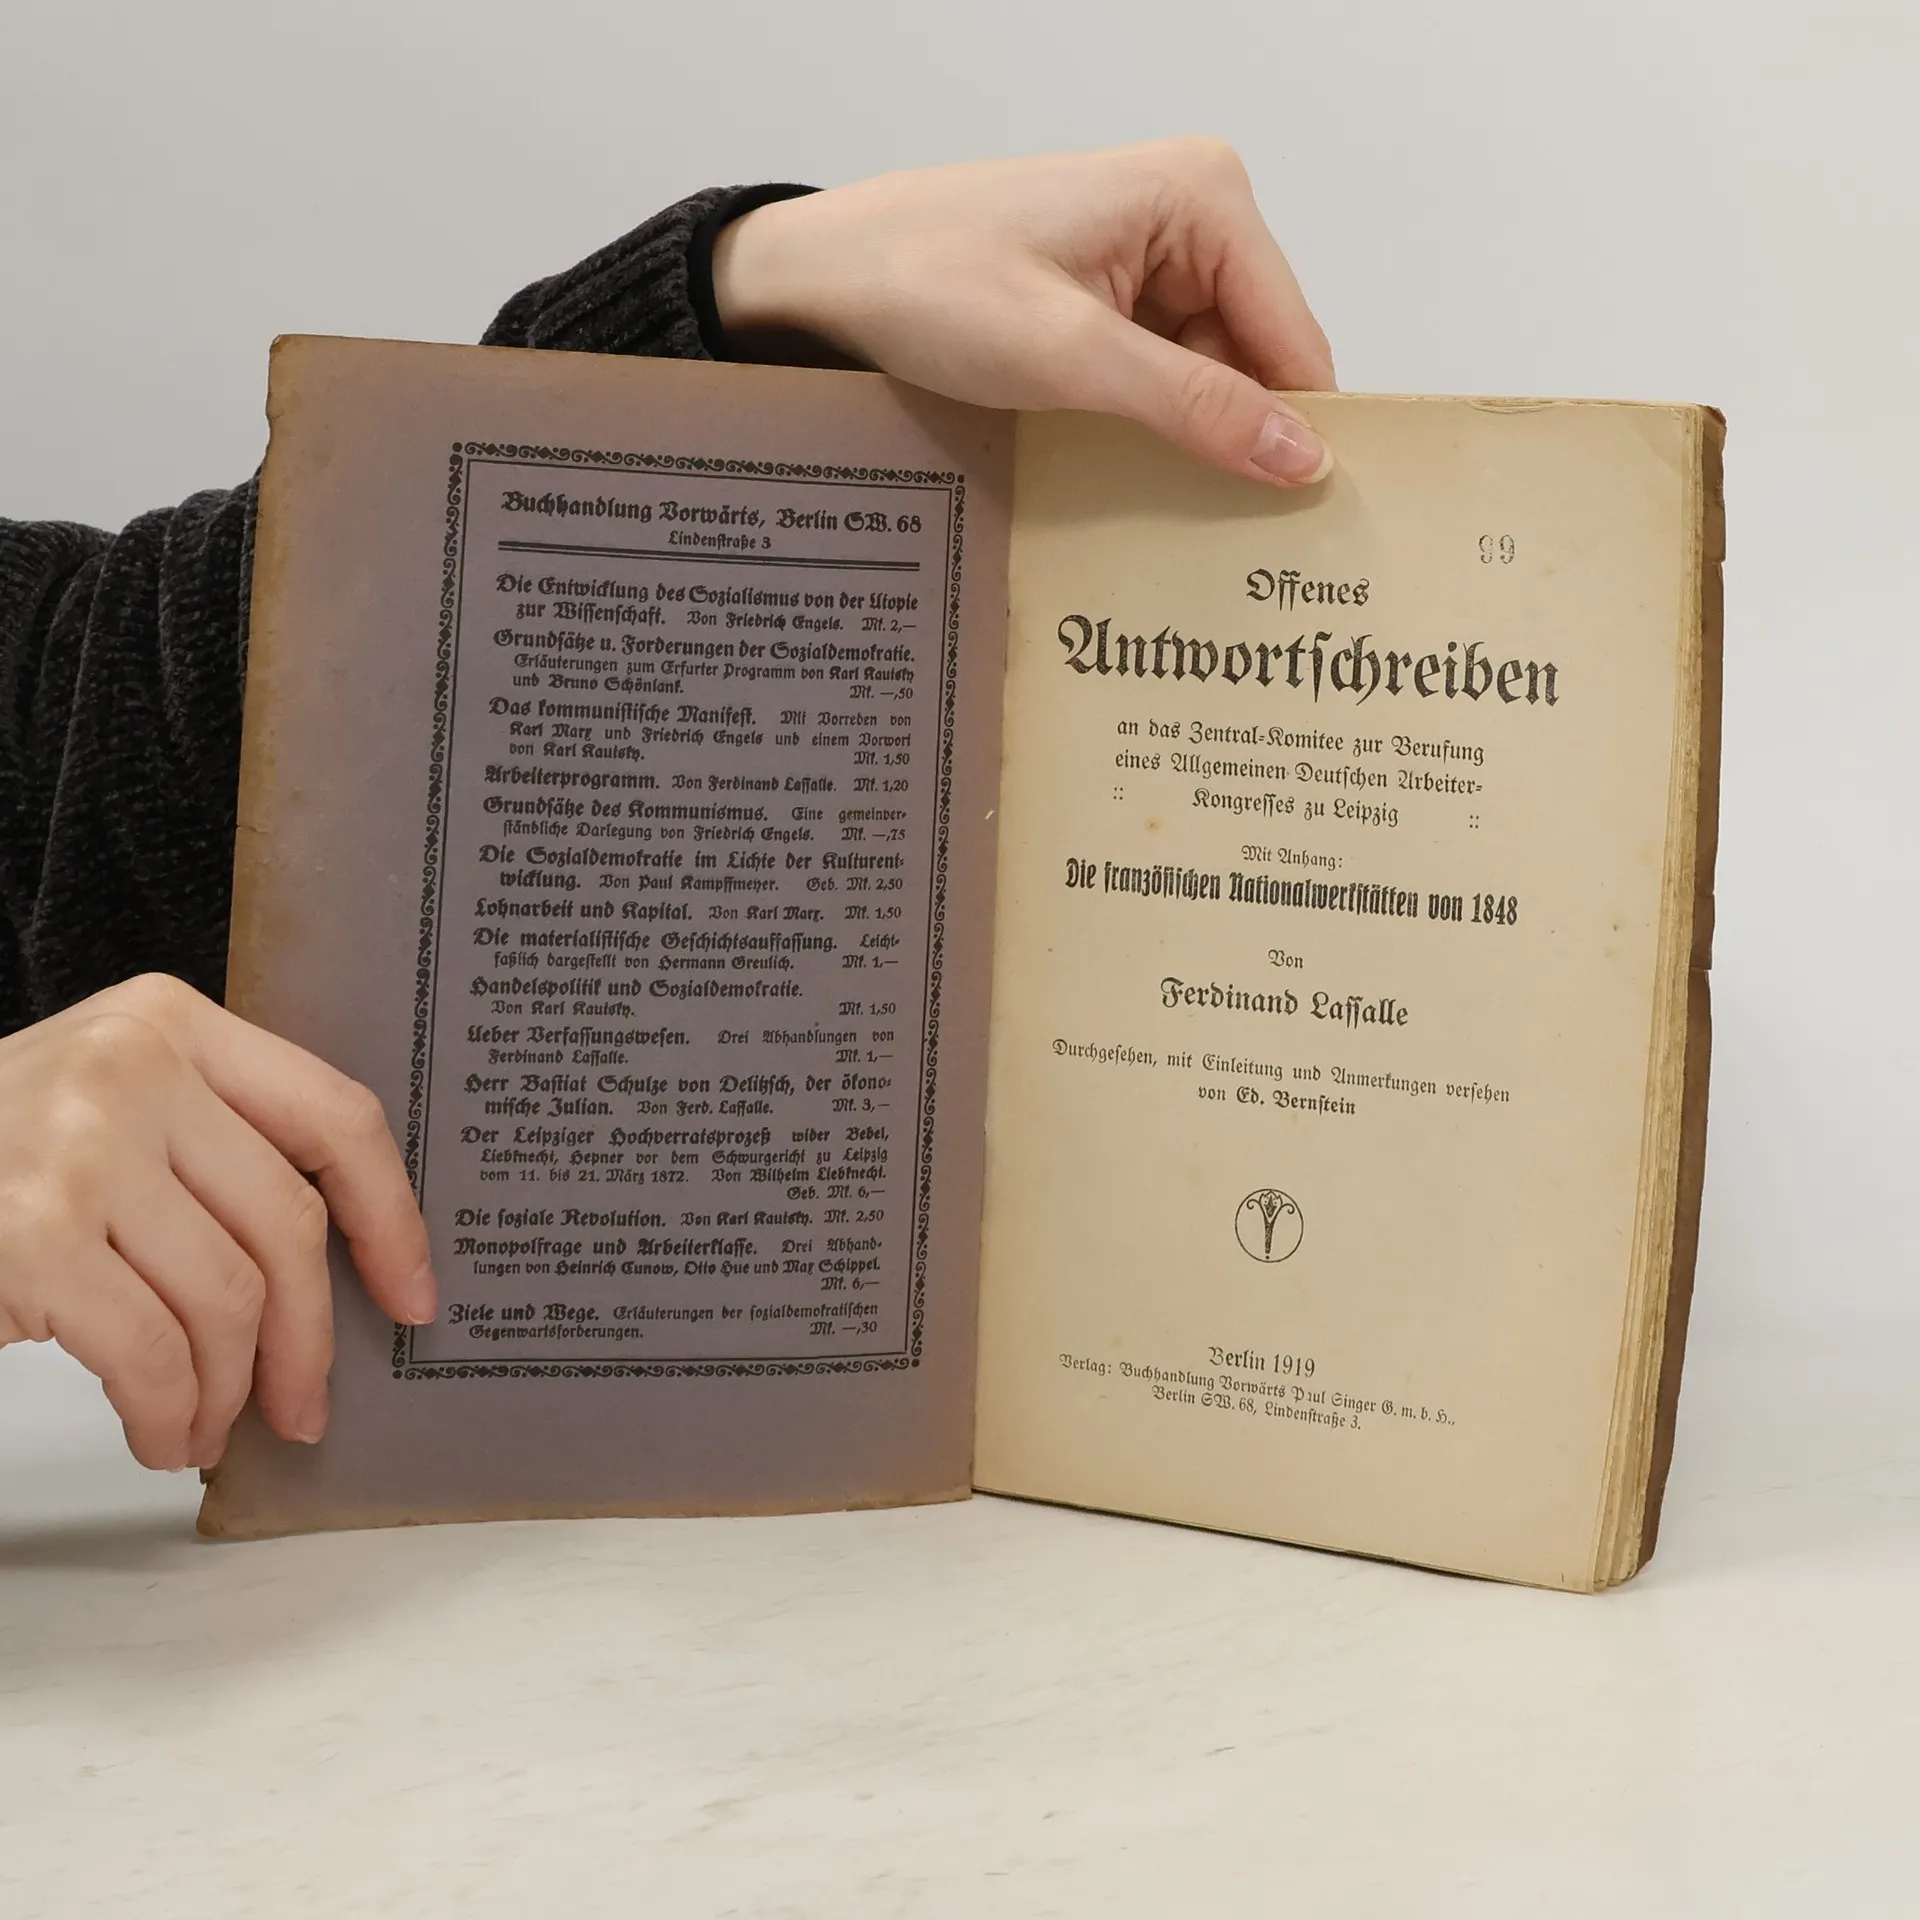 Buchhandlung Vorwärts, Berlin SW. 68
Lindenstraße 3
Die Entwicklung des Sozialismus von der Utopie
zur Wissenschaft. Von Friedrich Engels. Mk. 2,—
Grundsätze u. Forderungen der Sozialdemokratie.
Erläuterungen zum Erfurter Programm von Karl Kautsky
und Bruno Schönlank. Mk. —,50
Das kommunistische Manifest. Mit Vorreden von
Karl Marx und Friedrich Engels und einem Vorwort
von Karl Kautsky. Mk. 1,50
Arbeiterprogramm. Von Ferdinand Lassalle. Mk. 1,20
Grundsätze des Kommunismus. Eine gemeinver-
ständliche Darlegung von Friedrich Engels. Mk. —,75
Die Sozialdemokratie im Lichte der Kulturent-
wicklung. Von Paul Kampffmeyer. Geb. Mk. 2,50
Lohnarbeit und Kapital. Von Karl Marx. Mk. 1,50
Die materialistische Geschichtsauffassung. Leicht-
faßlich dargestellt von Hermann Greulich. Mk. 1,—
Handelspolitik und Sozialdemokratie.
Von Karl Kautsky. Mk. 1,50
Ueber Verfassungswesen. Drei Abhandlungen von
Ferdinand Lassalle. Mk. 1,—
Herr Bastiat Schulze von Delitzsch, der ökono-
mische Julian. Von Ferd. Lassalle. Mk. 3,—
Der Leipziger Hochverratsprozeß wider Bebel,
Liebknecht, Hepner vor dem Schwurgericht zu Leipzig
vom 11. bis 21. März 1872. Von Wilhelm Liebknecht.
Geb. Mk. 6,—
Die soziale Revolution. Von Karl Kautsky. Mk. 2,50
Monopolfrage und Arbeiterklasse. Drei Abhand-
lungen von Heinrich Cunow, Otto Hue und Max Schippel.
Mk. 6,—
Ziele und Wege. Erläuterungen der sozialdemokratischen
Gegenwartsforderungen. Mk. —,30
99
Offenes
Antwortschreiben
an das Zentral-Komitee zur Berufung
eines Allgemeinen Deutschen Arbeiter-
:: Kongresses zu Leipzig ::
Mit Anhang:
Die französischen Nationalwerkstätten von 1848
Von
Ferdinand Lassalle
Durchgesehen, mit Einleitung und Anmerkungen versehen
von Ed. Bernstein
Berlin 1919
Verlag: Buchhandlung Vorwärts Paul Singer G. m. b. H.,
Berlin SW. 68, Lindenstraße 3.